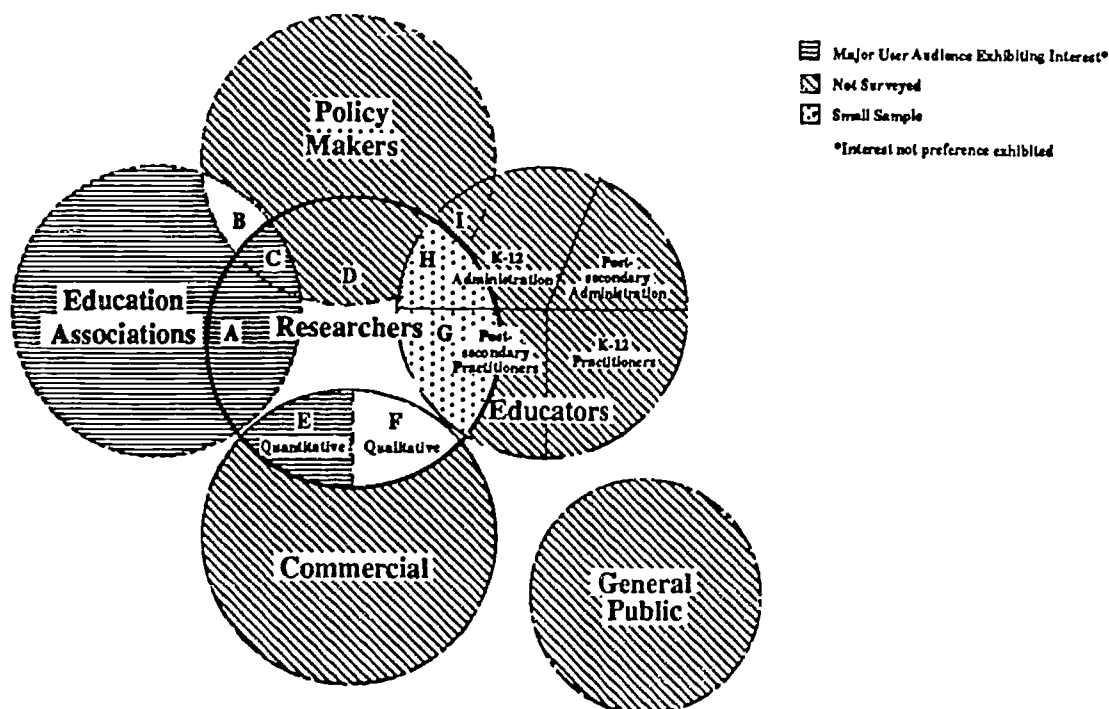 Major User Audience Exhibiting Interest*
Not Surveyed
Small Sample
*Interest not preference exhibited
Policy
Makers
B
I
C
H
K-12
Administration
Post-
secondary
Administration
D
Education
Associations
A
Researchers
G
Post-
secondary
Practitioners
K-12
Practitioners
Educators
E
F
Quantitative
Qualitative
Commercial
General
Public